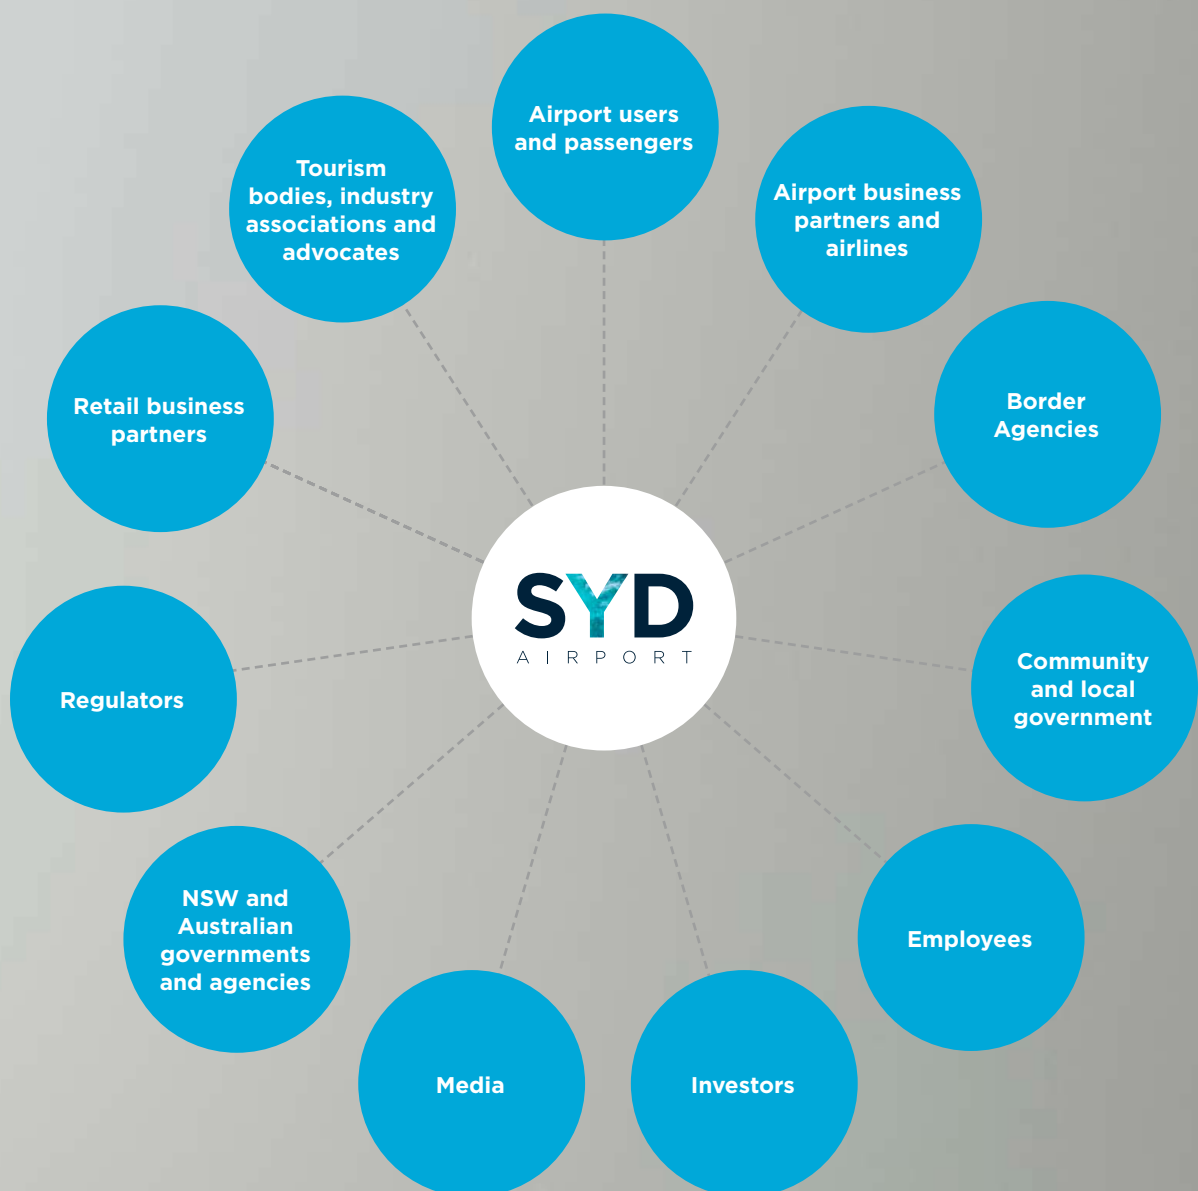 Airport users
and passengers
Airport business
partners and
airlines
Border
Agencies
Community
and local
government
Employees
Investors
Media
NSW and
Australian
governments
and agencies
Regulators
Retail business
partners
Tourism
bodies, industry
associations and
advocates
SYD
AIRPORT